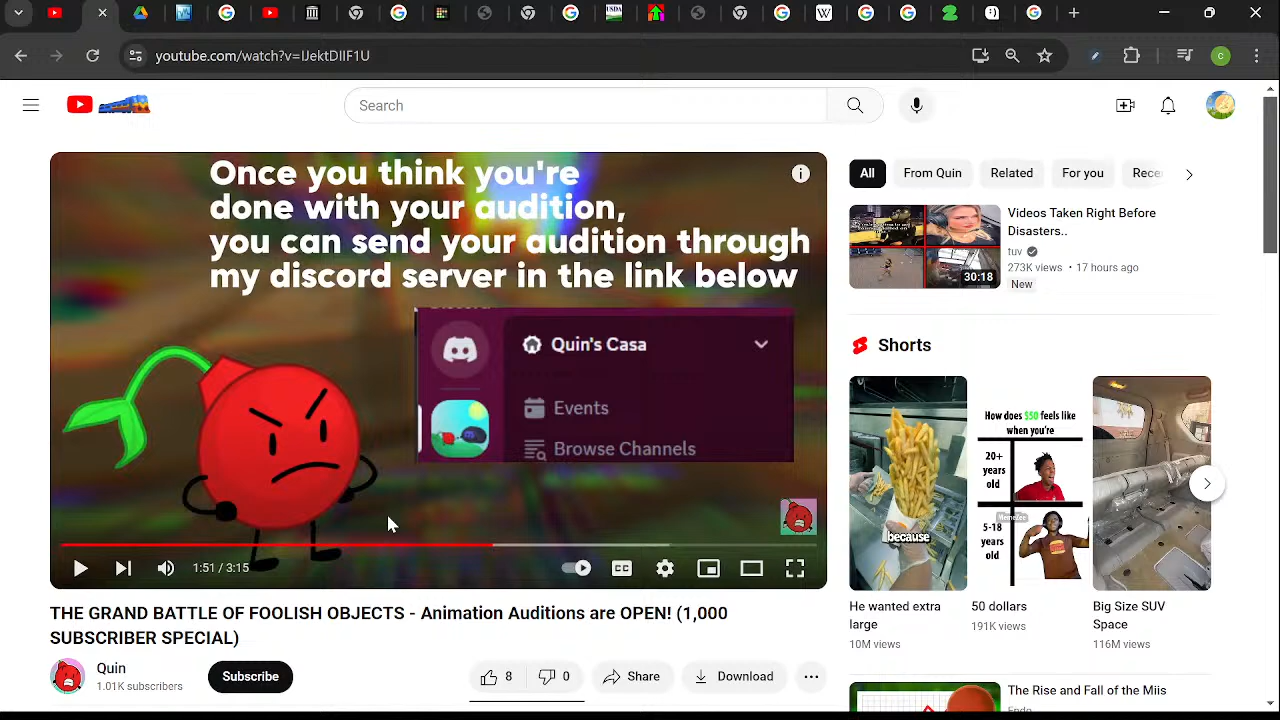 youtube.com/watch?v=IJektDIIF1U
Search
Once you think you're
done with your audition,
you can send your audition through
my discord server in the link below
Quin's Casa
Events
Browse Channels
1:51 / 3:15
CC
THE GRAND BATTLE OF FOOLISH OBJECTS - Animation Auditions are OPEN! (1,000
SUBSCRIBER SPECIAL)
Quin
1.01K subscribers
Subscribe
8
0
Share
Download
All
From Quin
Related
For you
Rece
Videos Taken Right Before
Disasters..
tuv
273K views • 17 hours ago
New
30:18
Shorts
because
How does $50 feels like
when you're
20+
years
old
5-18
years
old
He wanted extra
large
10M views
50 dollars
191K views
Big Size SUV
Space
116M views
The Rise and Fall of the Miis